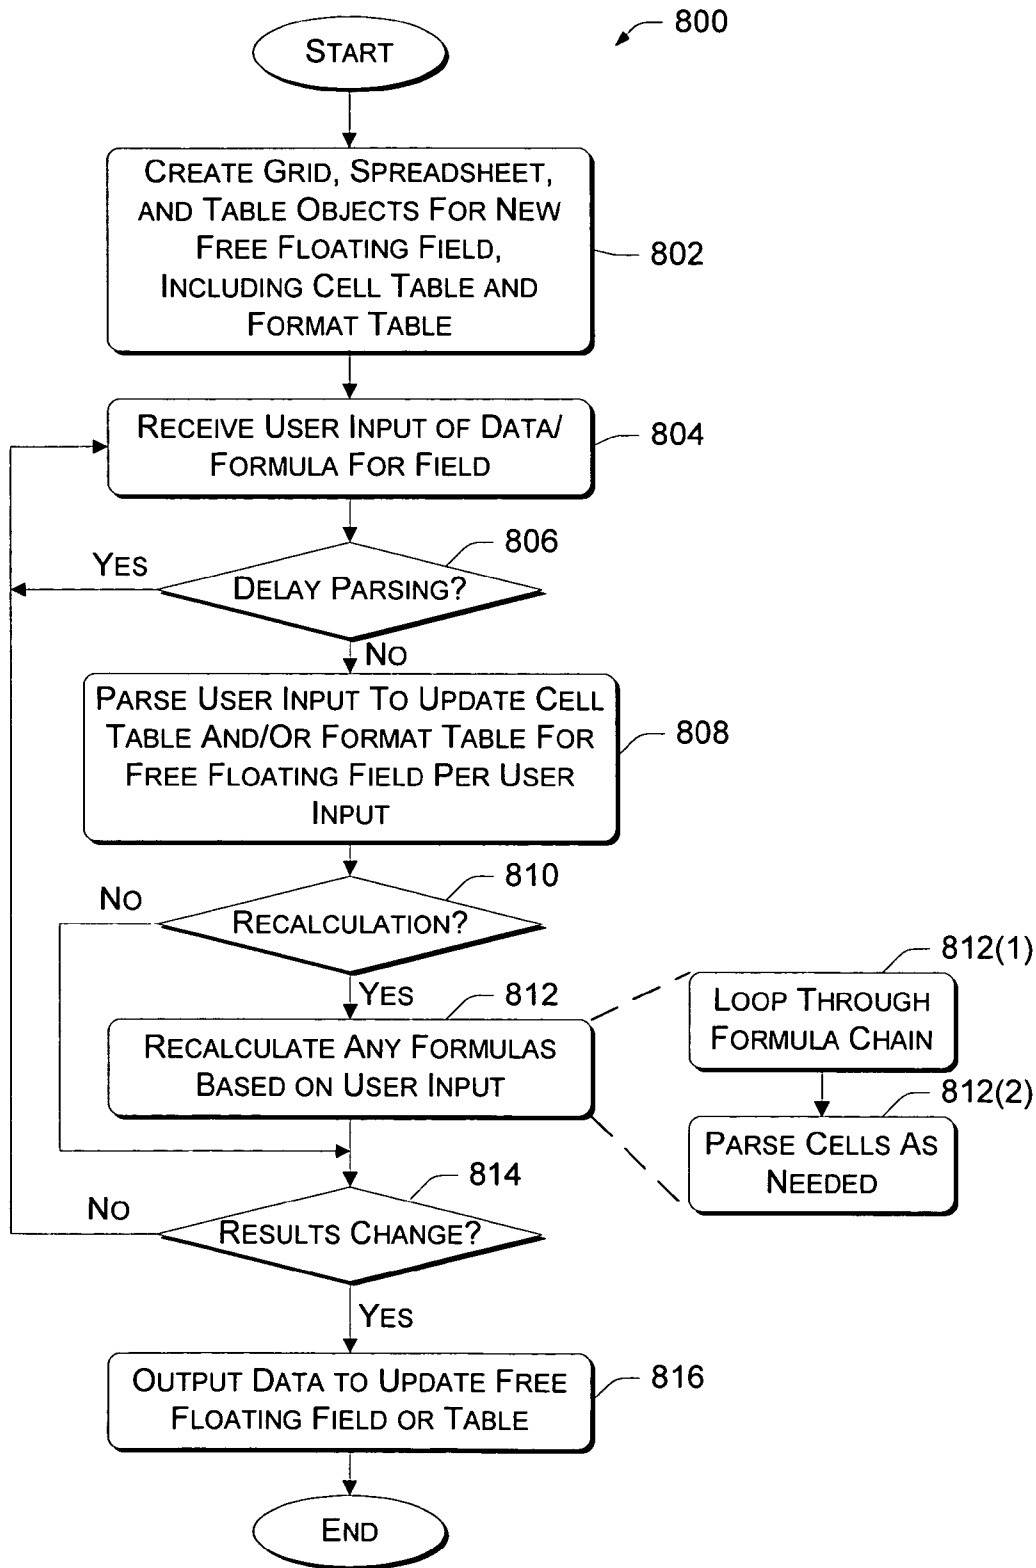 800
START
CREATE GRID, SPREADSHEET,
AND TABLE OBJECTS FOR NEW
FREE FLOATING FIELD,
INCLUDING CELL TABLE AND
FORMAT TABLE
802
RECEIVE USER INPUT OF DATA/
FORMULA FOR FIELD
804
806
YES
DELAY PARSING?
NO
PARSE USER INPUT TO UPDATE CELL
TABLE AND/OR FORMAT TABLE FOR
FREE FLOATING FIELD PER USER
INPUT
808
810
NO
RECALCULATION?
YES
812
RECALCULATE ANY FORMULAS
BASED ON USER INPUT
812(1)
LOOP THROUGH
FORMULA CHAIN
812(2)
PARSE CELLS AS
NEEDED
814
NO
RESULTS CHANGE?
YES
OUTPUT DATA TO UPDATE FREE
FLOATING FIELD OR TABLE
816
END